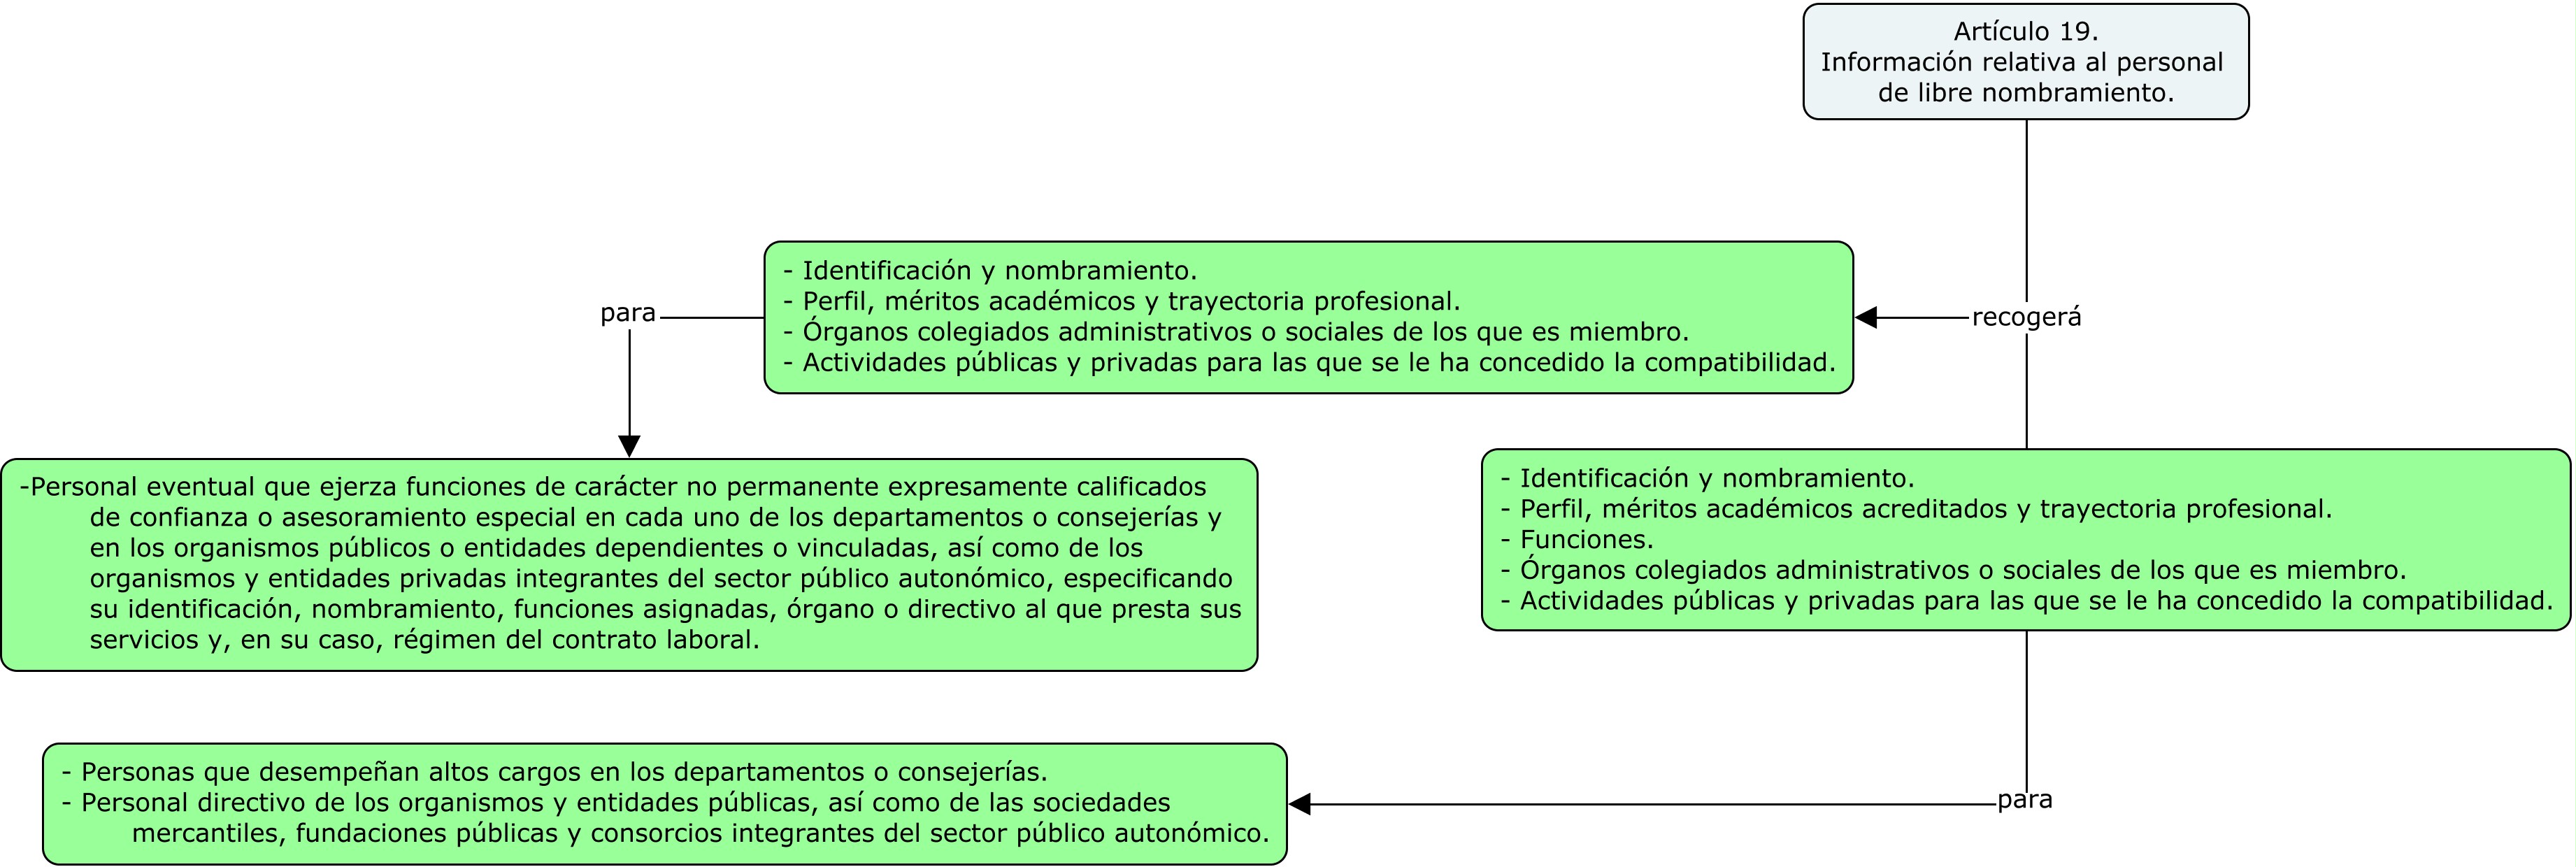 Artículo 19.
Información relativa al personal
de libre nombramiento.
recogerá
- Identificación y nombramiento.
- Perfil, méritos académicos y trayectoria profesional.
- Órganos colegiados administrativos o sociales de los que es miembro.
- Actividades públicas y privadas para las que se le ha concedido la compatibilidad.
para
-Personal eventual que ejerza funciones de carácter no permanente expresamente calificados
de confianza o asesoramiento especial en cada uno de los departamentos o consejerías y
en los organismos públicos o entidades dependientes o vinculadas, así como de los
organismos y entidades privadas integrantes del sector público autonómico, especificando
su identificación, nombramiento, funciones asignadas, órgano o directivo al que presta sus
servicios y, en su caso, régimen del contrato laboral.
- Identificación y nombramiento.
- Perfil, méritos académicos acreditados y trayectoria profesional.
- Funciones.
- Órganos colegiados administrativos o sociales de los que es miembro.
- Actividades públicas y privadas para las que se le ha concedido la compatibilidad.
para
- Personas que desempeñan altos cargos en los departamentos o consejerías.
- Personal directivo de los organismos y entidades públicas, así como de las sociedades
mercantiles, fundaciones públicas y consorcios integrantes del sector público autonómico.